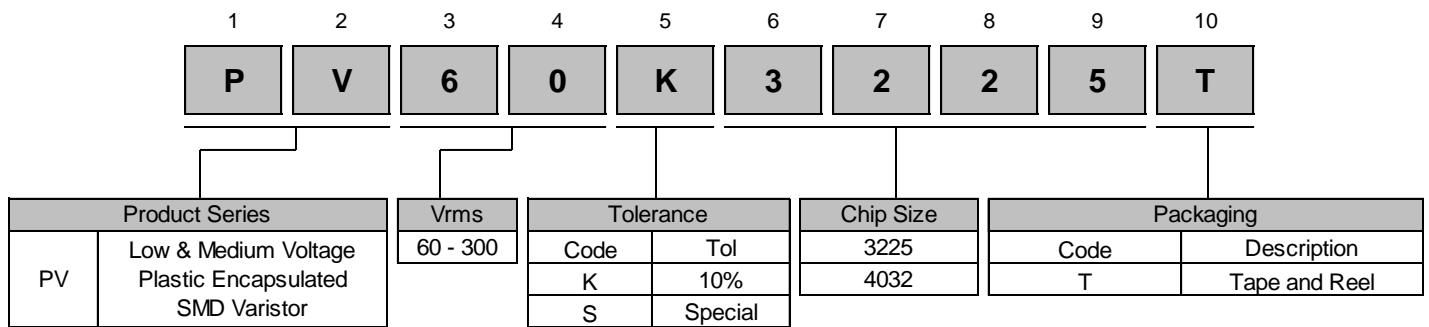 1 2 3 4 5 6 7 8 9 10
P V 6 0 K 3 2 2 5 T
Product Series Vrms Tolerance Chip Size Packaging
PV Low & Medium Voltage 60 - 300 Code Tol 3225 Code Description
Plastic Encapsulated K 10% 4032 T Tape and Reel
SMD Varistor S Special